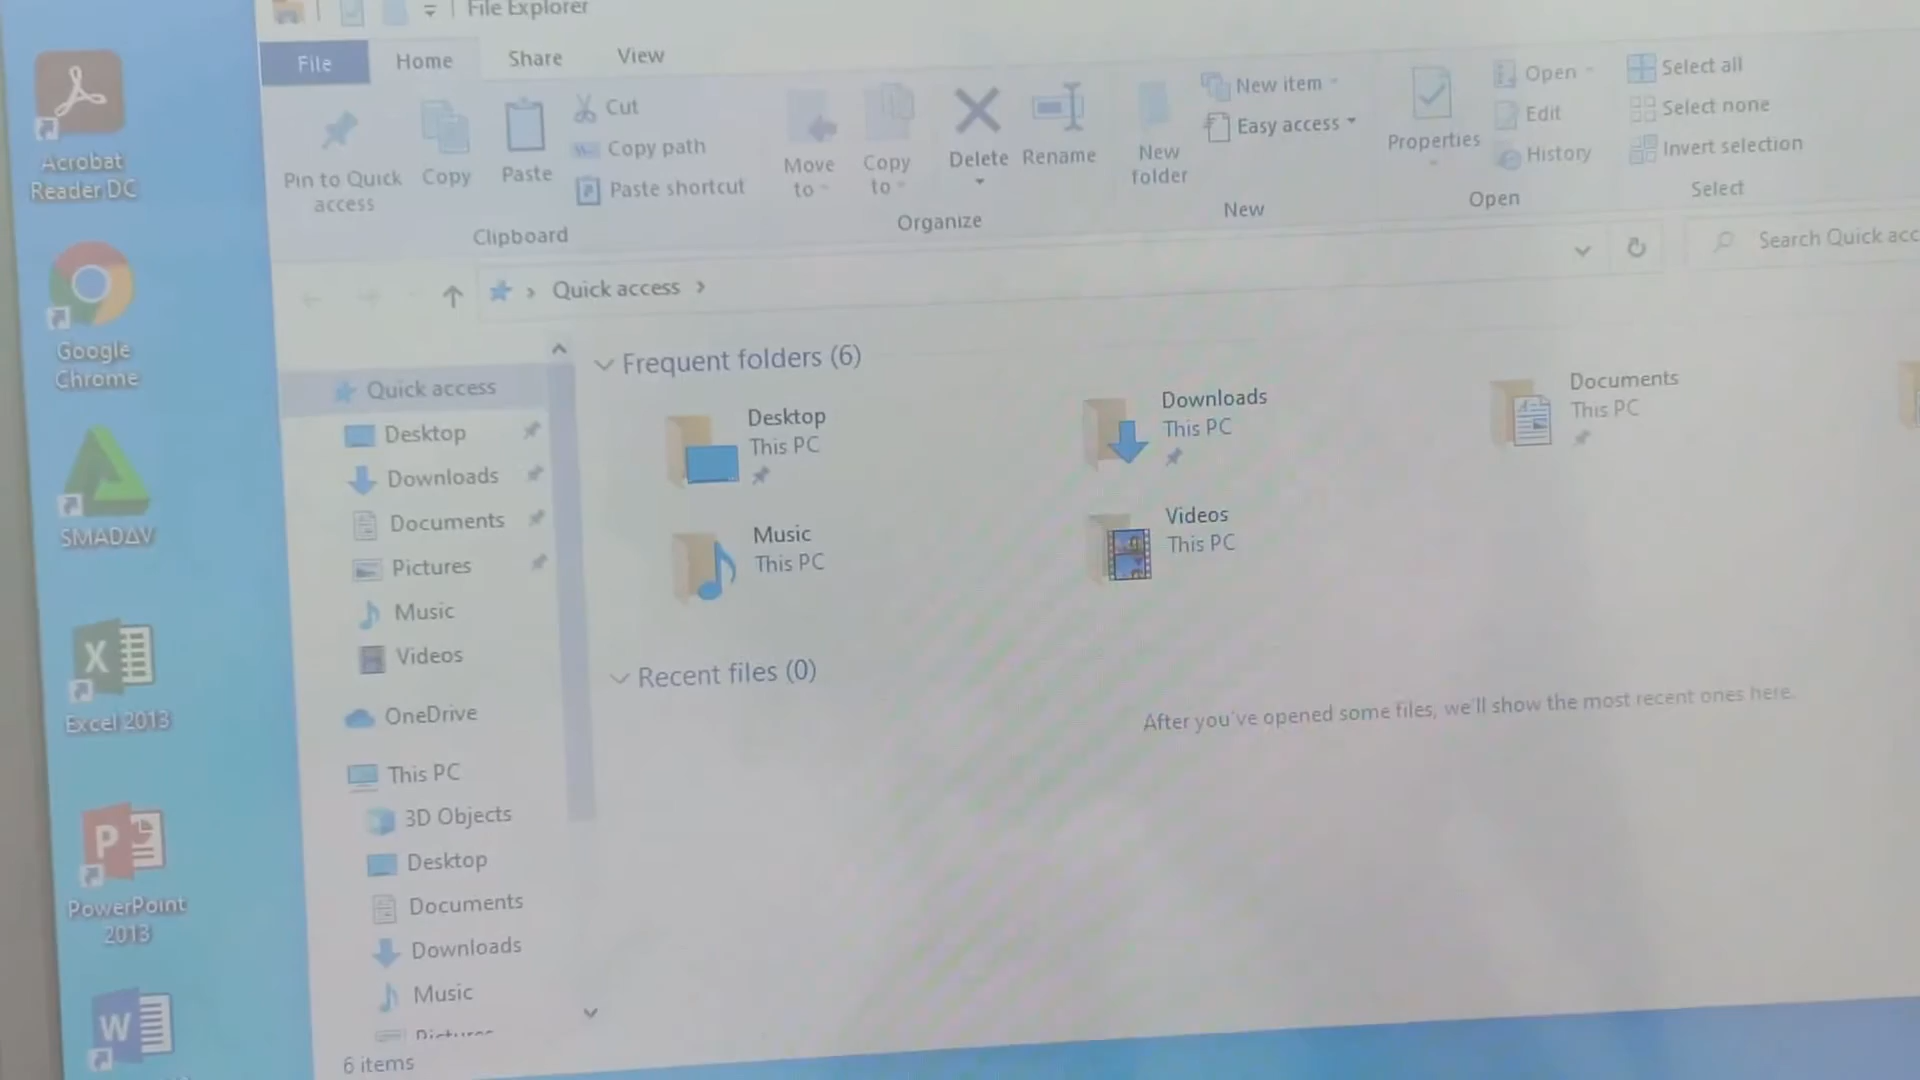 File Explorer
File
Home
Share
View
Pin to Quick
access
Copy
Paste
Cut
Copy path
Paste shortcut
Clipboard
Move
to
Copy
to
Delete
Rename
Organize
New
folder
New item
Easy access
New
Properties
Open
Edit
History
Open
Select all
Select none
Invert selection
Select
Quick access
Search Quick acc
Acrobat
Reader DC
Google
Chrome
SMADΔV
Excel 2013
PowerPoint
2013
Quick access
Desktop
Downloads
Documents
Pictures
Music
Videos
OneDrive
This PC
3D Objects
Desktop
Documents
Downloads
Music
Pictures
6 items
Frequent folders (6)
Desktop
This PC
Downloads
This PC
Documents
This PC
Music
This PC
Videos
This PC
Recent files (0)
After you've opened some files, we'll show the most recent ones here.